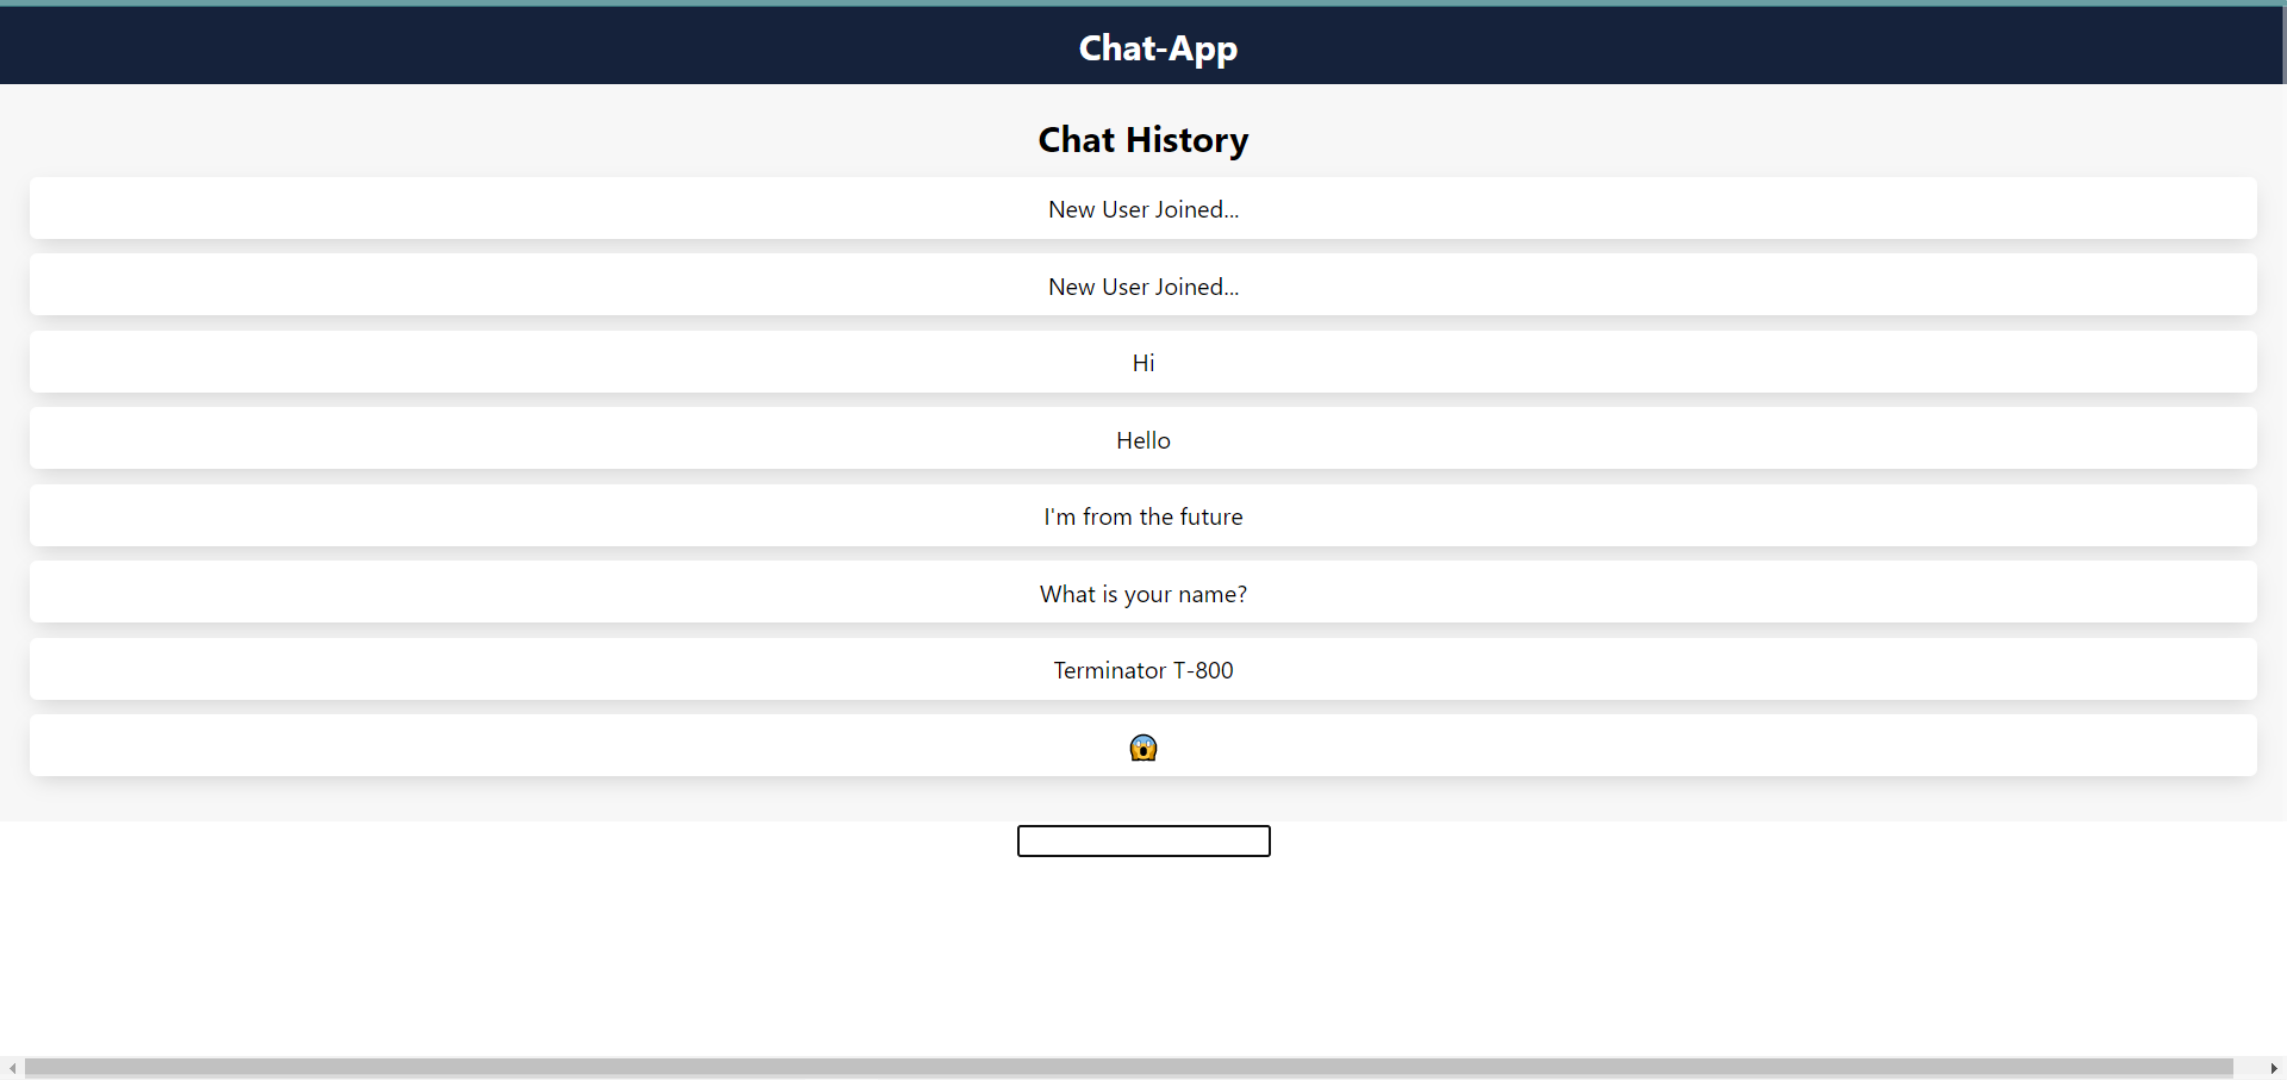 Chat-App
Chat History
New User Joined...
New User Joined...
Hi
Hello
I'm from the future
What is your name?
Terminator T-800
😱